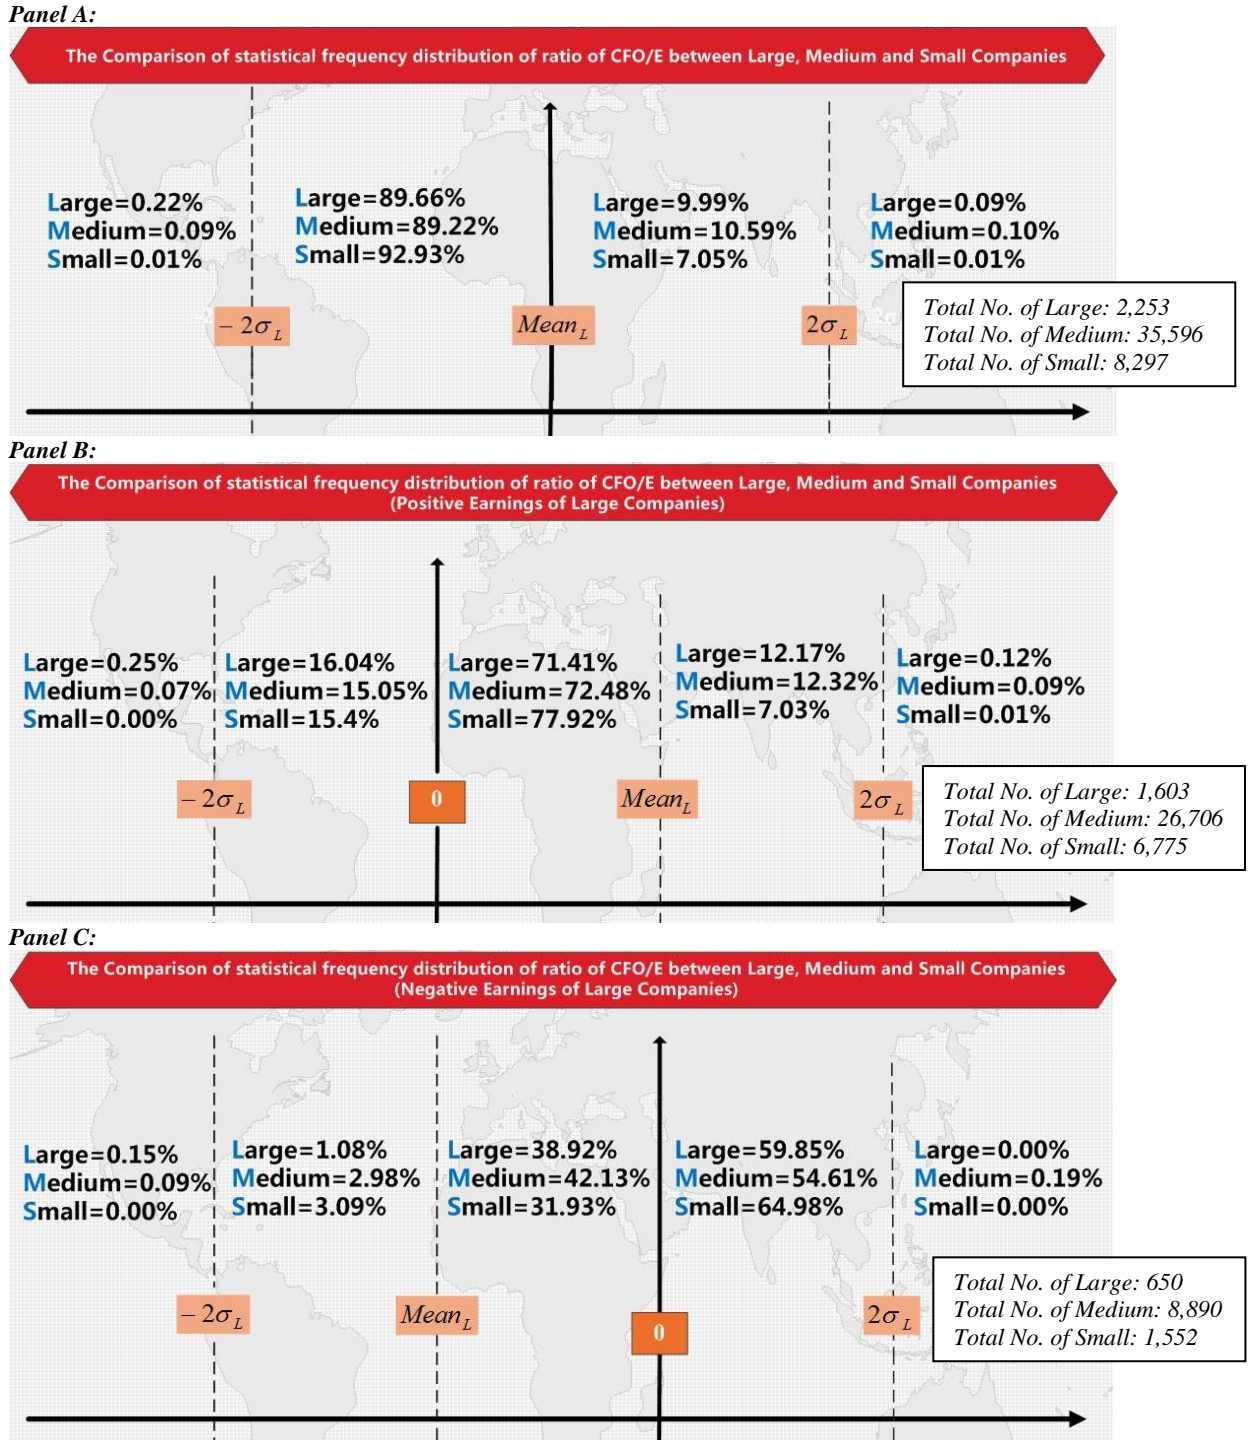 Panel A:
The Comparison of statistical frequency distribution of ratio of CFO/E between Large, Medium and Small Companies
Large=0.22%
Medium=0.09%
Small=0.01%
Large=89.66%
Medium=89.22%
Small=92.93%
Large=9.99%
Medium=10.59%
Small=7.05%
Large=0.09%
Medium=0.10%
Small=0.01%
− 2σ_L
Mean_L
2σ_L
Total No. of Large: 2,253
Total No. of Medium: 35,596
Total No. of Small: 8,297
Panel B:
The Comparison of statistical frequency distribution of ratio of CFO/E between Large, Medium and Small Companies
(Positive Earnings of Large Companies)
Large=0.25%
Medium=0.07%
Small=0.00%
Large=16.04%
Medium=15.05%
Small=15.4%
Large=71.41%
Medium=72.48%
Small=77.92%
Large=12.17%
Medium=12.32%
Small=7.03%
Large=0.12%
Medium=0.09%
Small=0.01%
− 2σ_L
0
Mean_L
2σ_L
Total No. of Large: 1,603
Total No. of Medium: 26,706
Total No. of Small: 6,775
Panel C:
The Comparison of statistical frequency distribution of ratio of CFO/E between Large, Medium and Small Companies
(Negative Earnings of Large Companies)
Large=0.15%
Medium=0.09%
Small=0.00%
Large=1.08%
Medium=2.98%
Small=3.09%
Large=38.92%
Medium=42.13%
Small=31.93%
Large=59.85%
Medium=54.61%
Small=64.98%
Large=0.00%
Medium=0.19%
Small=0.00%
− 2σ_L
Mean_L
0
2σ_L
Total No. of Large: 650
Total No. of Medium: 8,890
Total No. of Small: 1,552